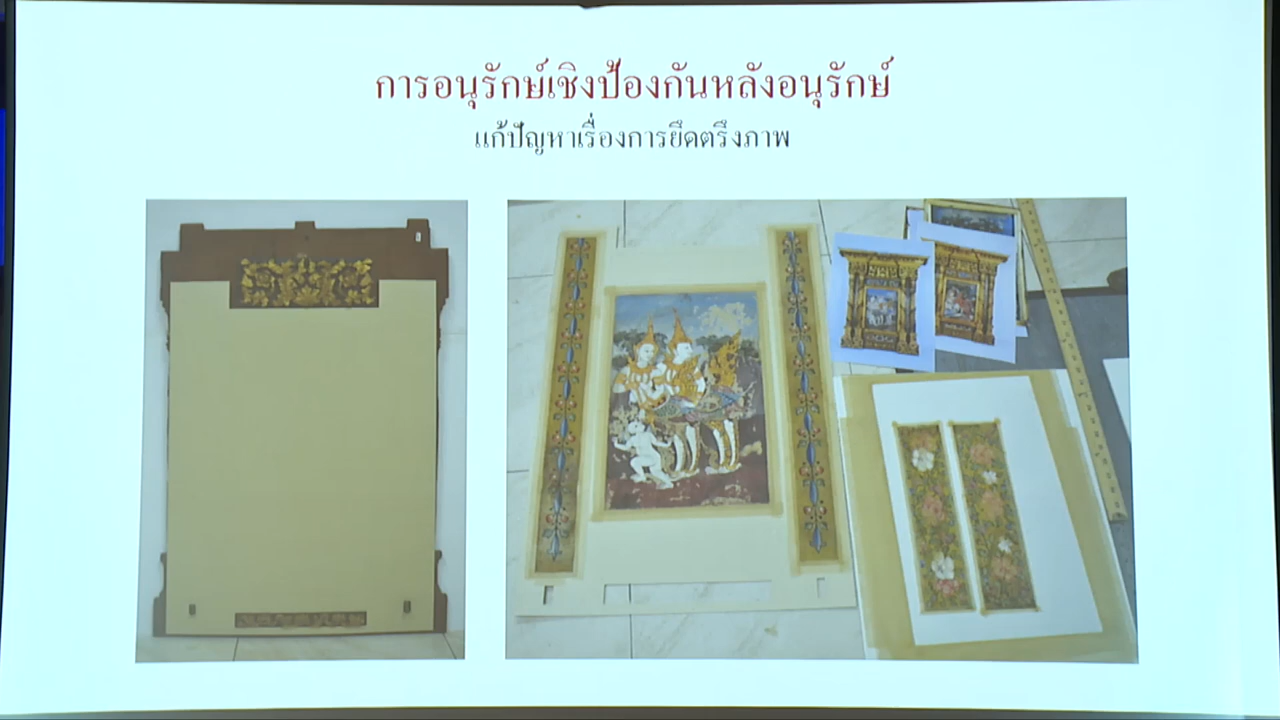 การอนุรักษ์เชิงป้องกันหลังอนุรักษ์
แก้ปัญหาเรื่องการยึดตรึงภาพ